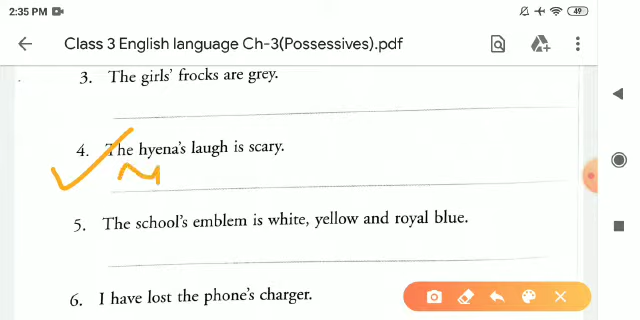 2:35 PM 49
Class 3 English language Ch-3(Possessives).pdf
3. The girls' frocks are grey.
4. The hyena's laugh is scary.
5. The school's emblem is white, yellow and royal blue.
6. I have lost the phone's charger.